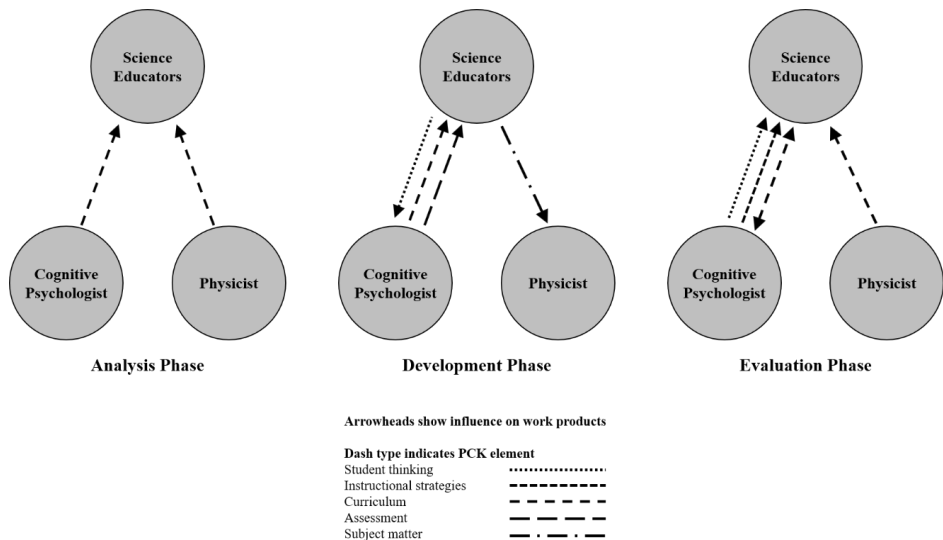 Science
Educators
Cognitive
Psychologist
Physicist
Analysis Phase
Science
Educators
Cognitive
Psychologist
Physicist
Development Phase
Science
Educators
Cognitive
Psychologist
Physicist
Evaluation Phase
Arrowheads show influence on work products
Dash type indicates PCK element
Student thinking
Instructional strategies
Curriculum
Assessment
Subject matter